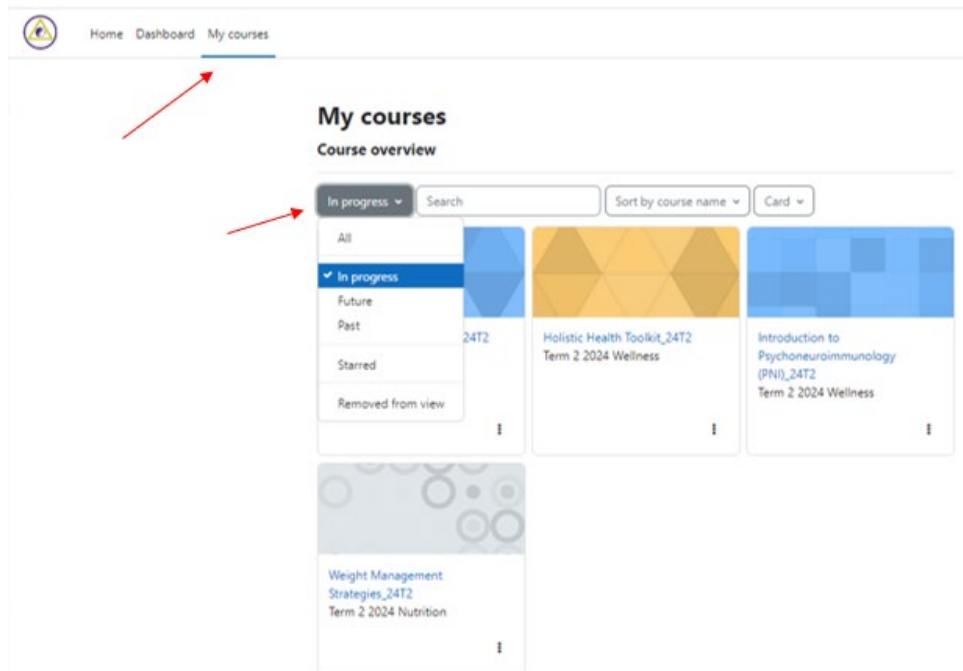 Home Dashboard My courses
My courses
Course overview
In progress Search Sort by course name Card
All
In progress
Future
Past
Starred
Removed from view
24T2
Holistic Health Toolkit_24T2
Term 2 2024 Wellness
Introduction to
Psychoneuroimmunology
(PNI)_24T2
Term 2 2024 Wellness
Weight Management
Strategies_24T2
Term 2 2024 Nutrition